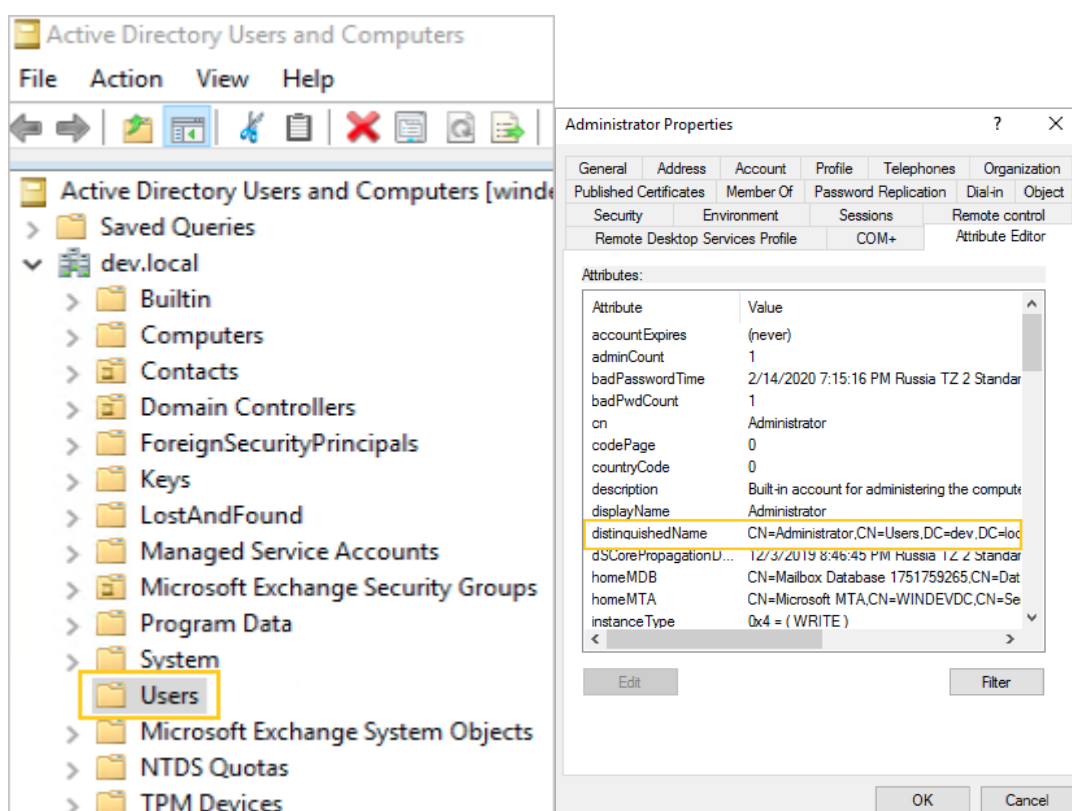 Active Directory Users and Computers
File Action View Help
Active Directory Users and Computers [winde
Saved Queries
dev.local
Builtin
Computers
Contacts
Domain Controllers
ForeignSecurityPrincipals
Keys
LostAndFound
Managed Service Accounts
Microsoft Exchange Security Groups
Program Data
System
Users
Microsoft Exchange System Objects
NTDS Quotas
TPM Devices
Administrator Properties ? X
General Address Account Profile Telephones Organization
Published Certificates Member Of Password Replication Dial-in Object
Security Environment Sessions Remote control
Remote Desktop Services Profile COM+ Attribute Editor
Attributes:
Attribute Value
accountExpires (never)
adminCount 1
badPasswordTime 2/14/2020 7:15:16 PM Russia TZ 2 Standar
badPwdCount 1
cn Administrator
codePage 0
countryCode 0
description Built-in account for administering the compute
displayName Administrator
distinguishedName CN=Administrator,CN=Users,DC=dev,DC=loc
dSCorePropagationD... 12/3/2019 8:46:45 PM Russia TZ 2 Standar
homeMDB CN=Mailbox Database 1751759265,CN=Dat
homeMTA CN=Microsoft MTA,CN=WINDEVDC,CN=Se
instanceType 0x4 = ( WRITE )
Edit Filter
OK Cancel